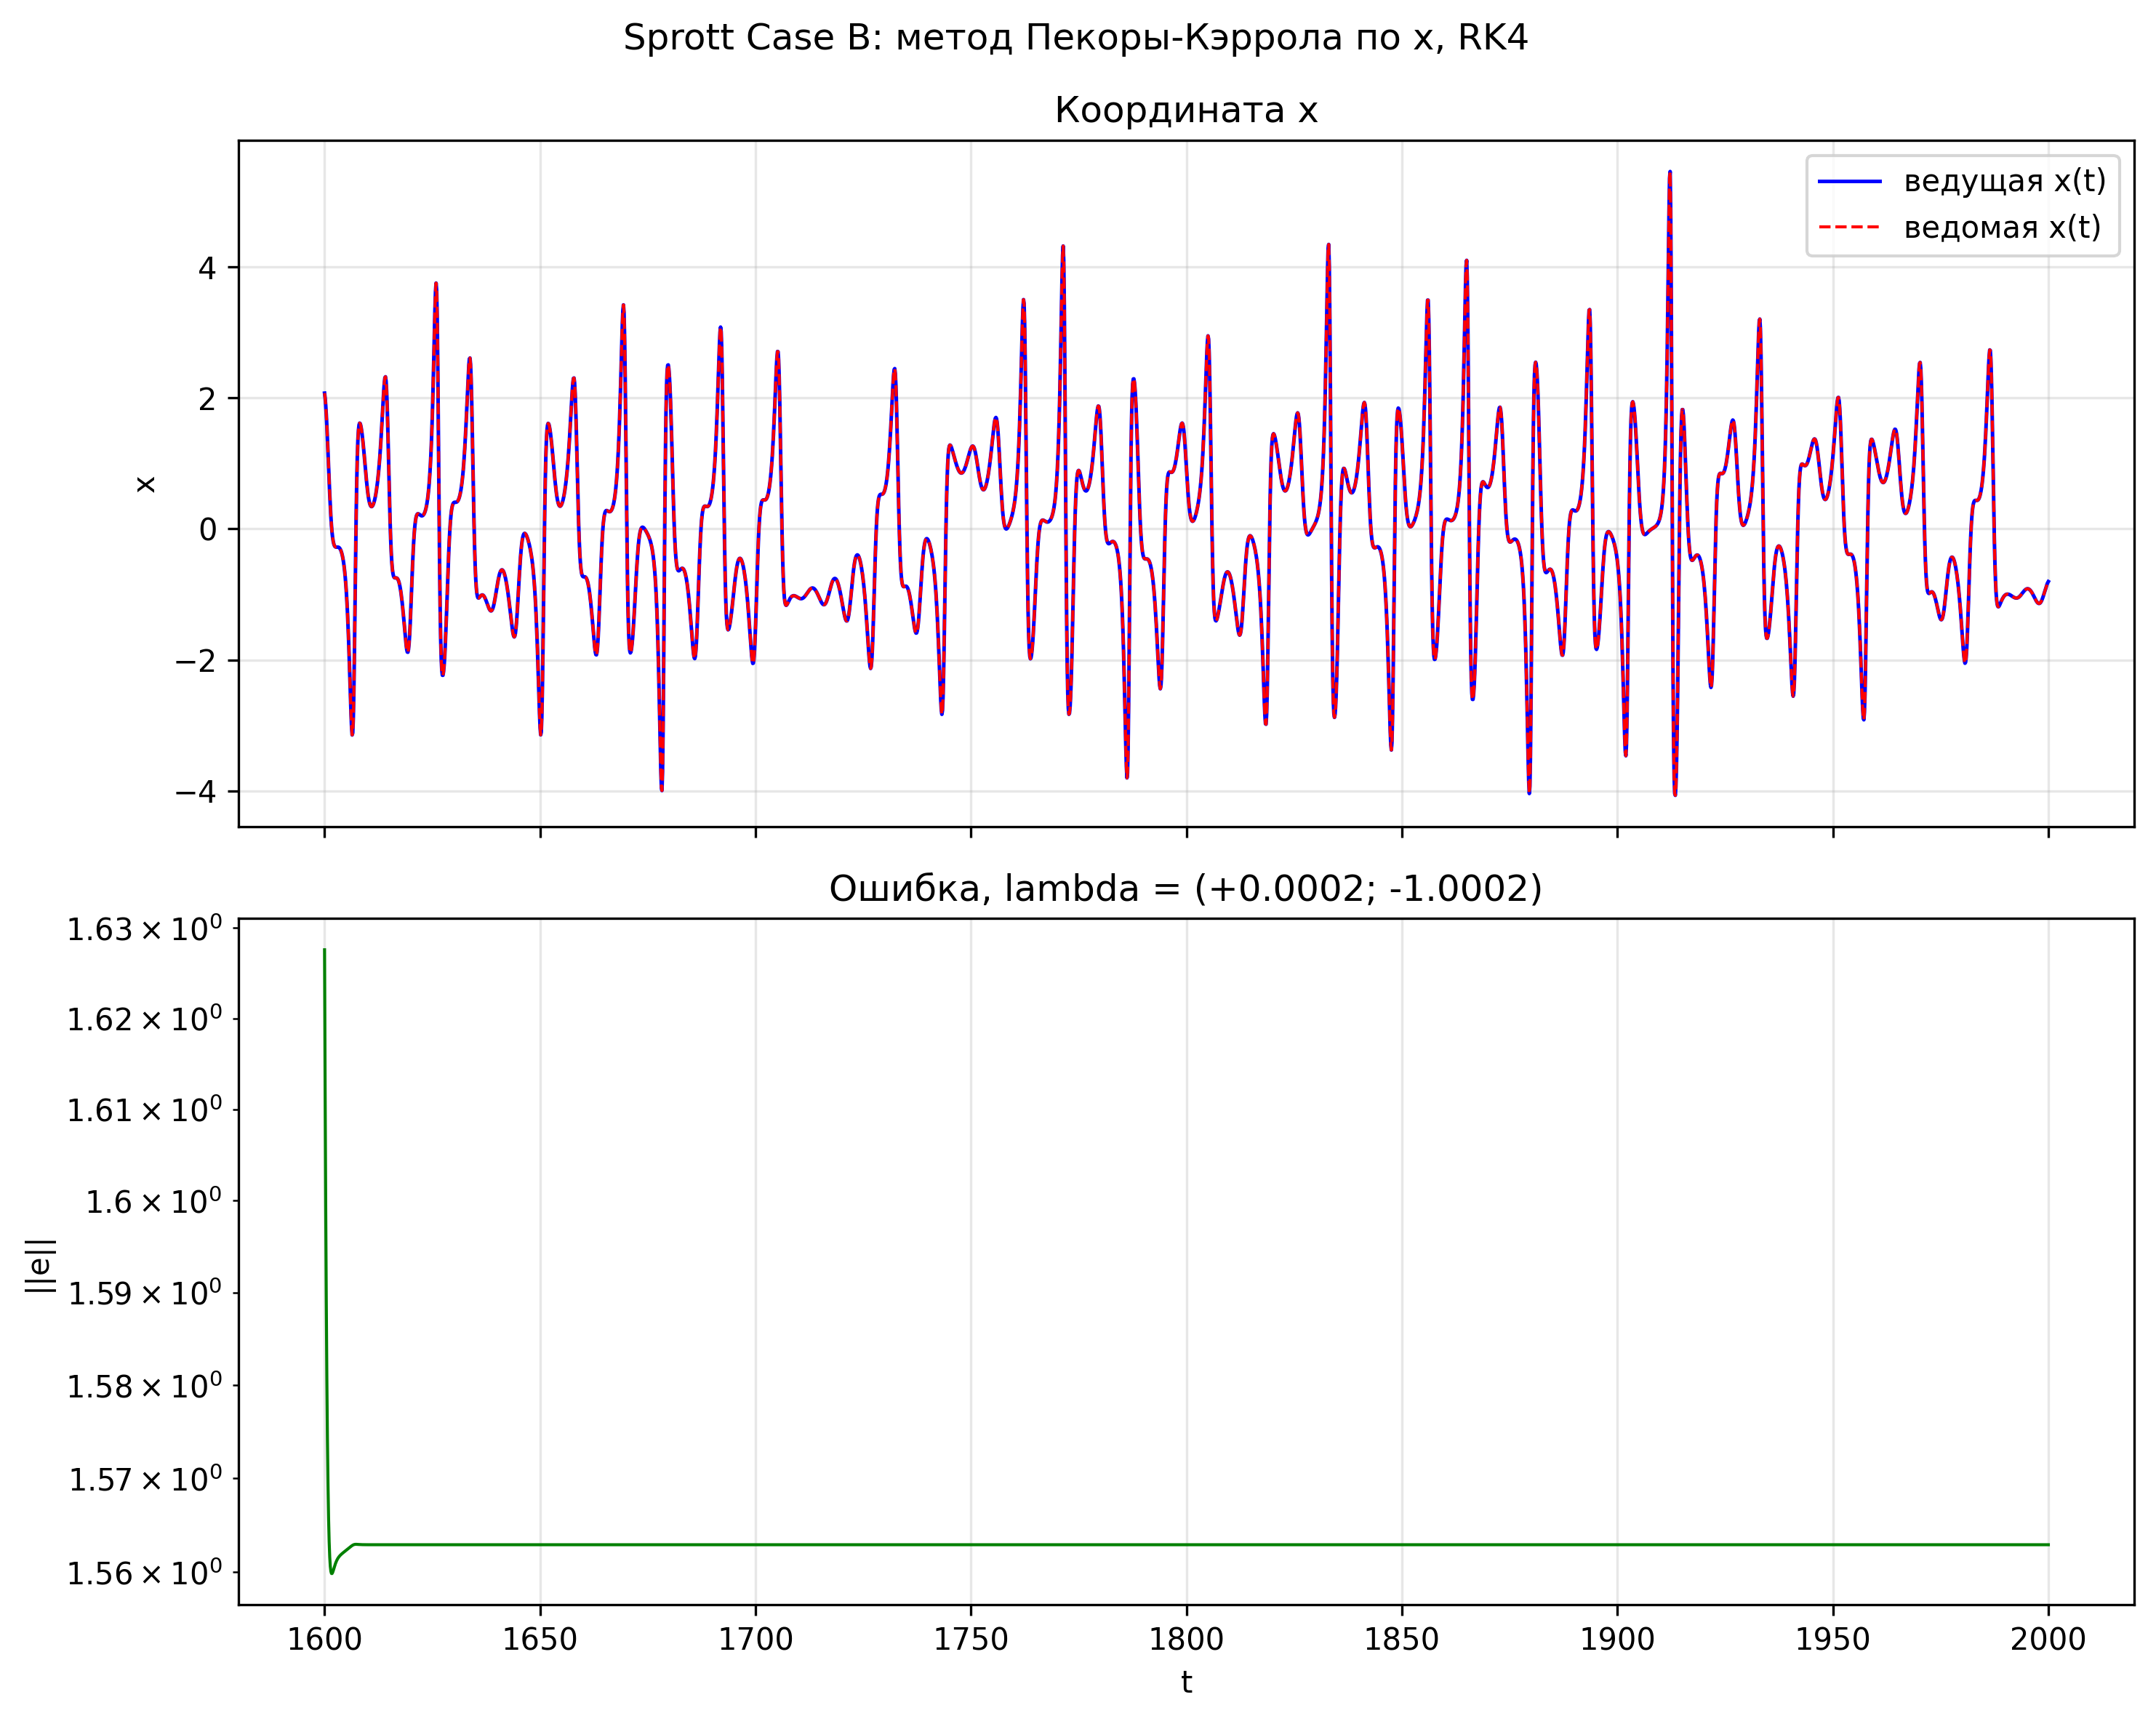 Sprott Case B: метод Пекоры-Кэррола по x, RK4
Координата x
ведущая x(t)
ведомая x(t)
4
2
0
−2
−4
x
Ошибка, lambda = (+0.0002; -1.0002)
1.63 × 10⁰
1.62 × 10⁰
1.61 × 10⁰
1.6 × 10⁰
1.59 × 10⁰
1.58 × 10⁰
1.57 × 10⁰
1.56 × 10⁰
||e||
1600 1650 1700 1750 1800 1850 1900 1950 2000
t